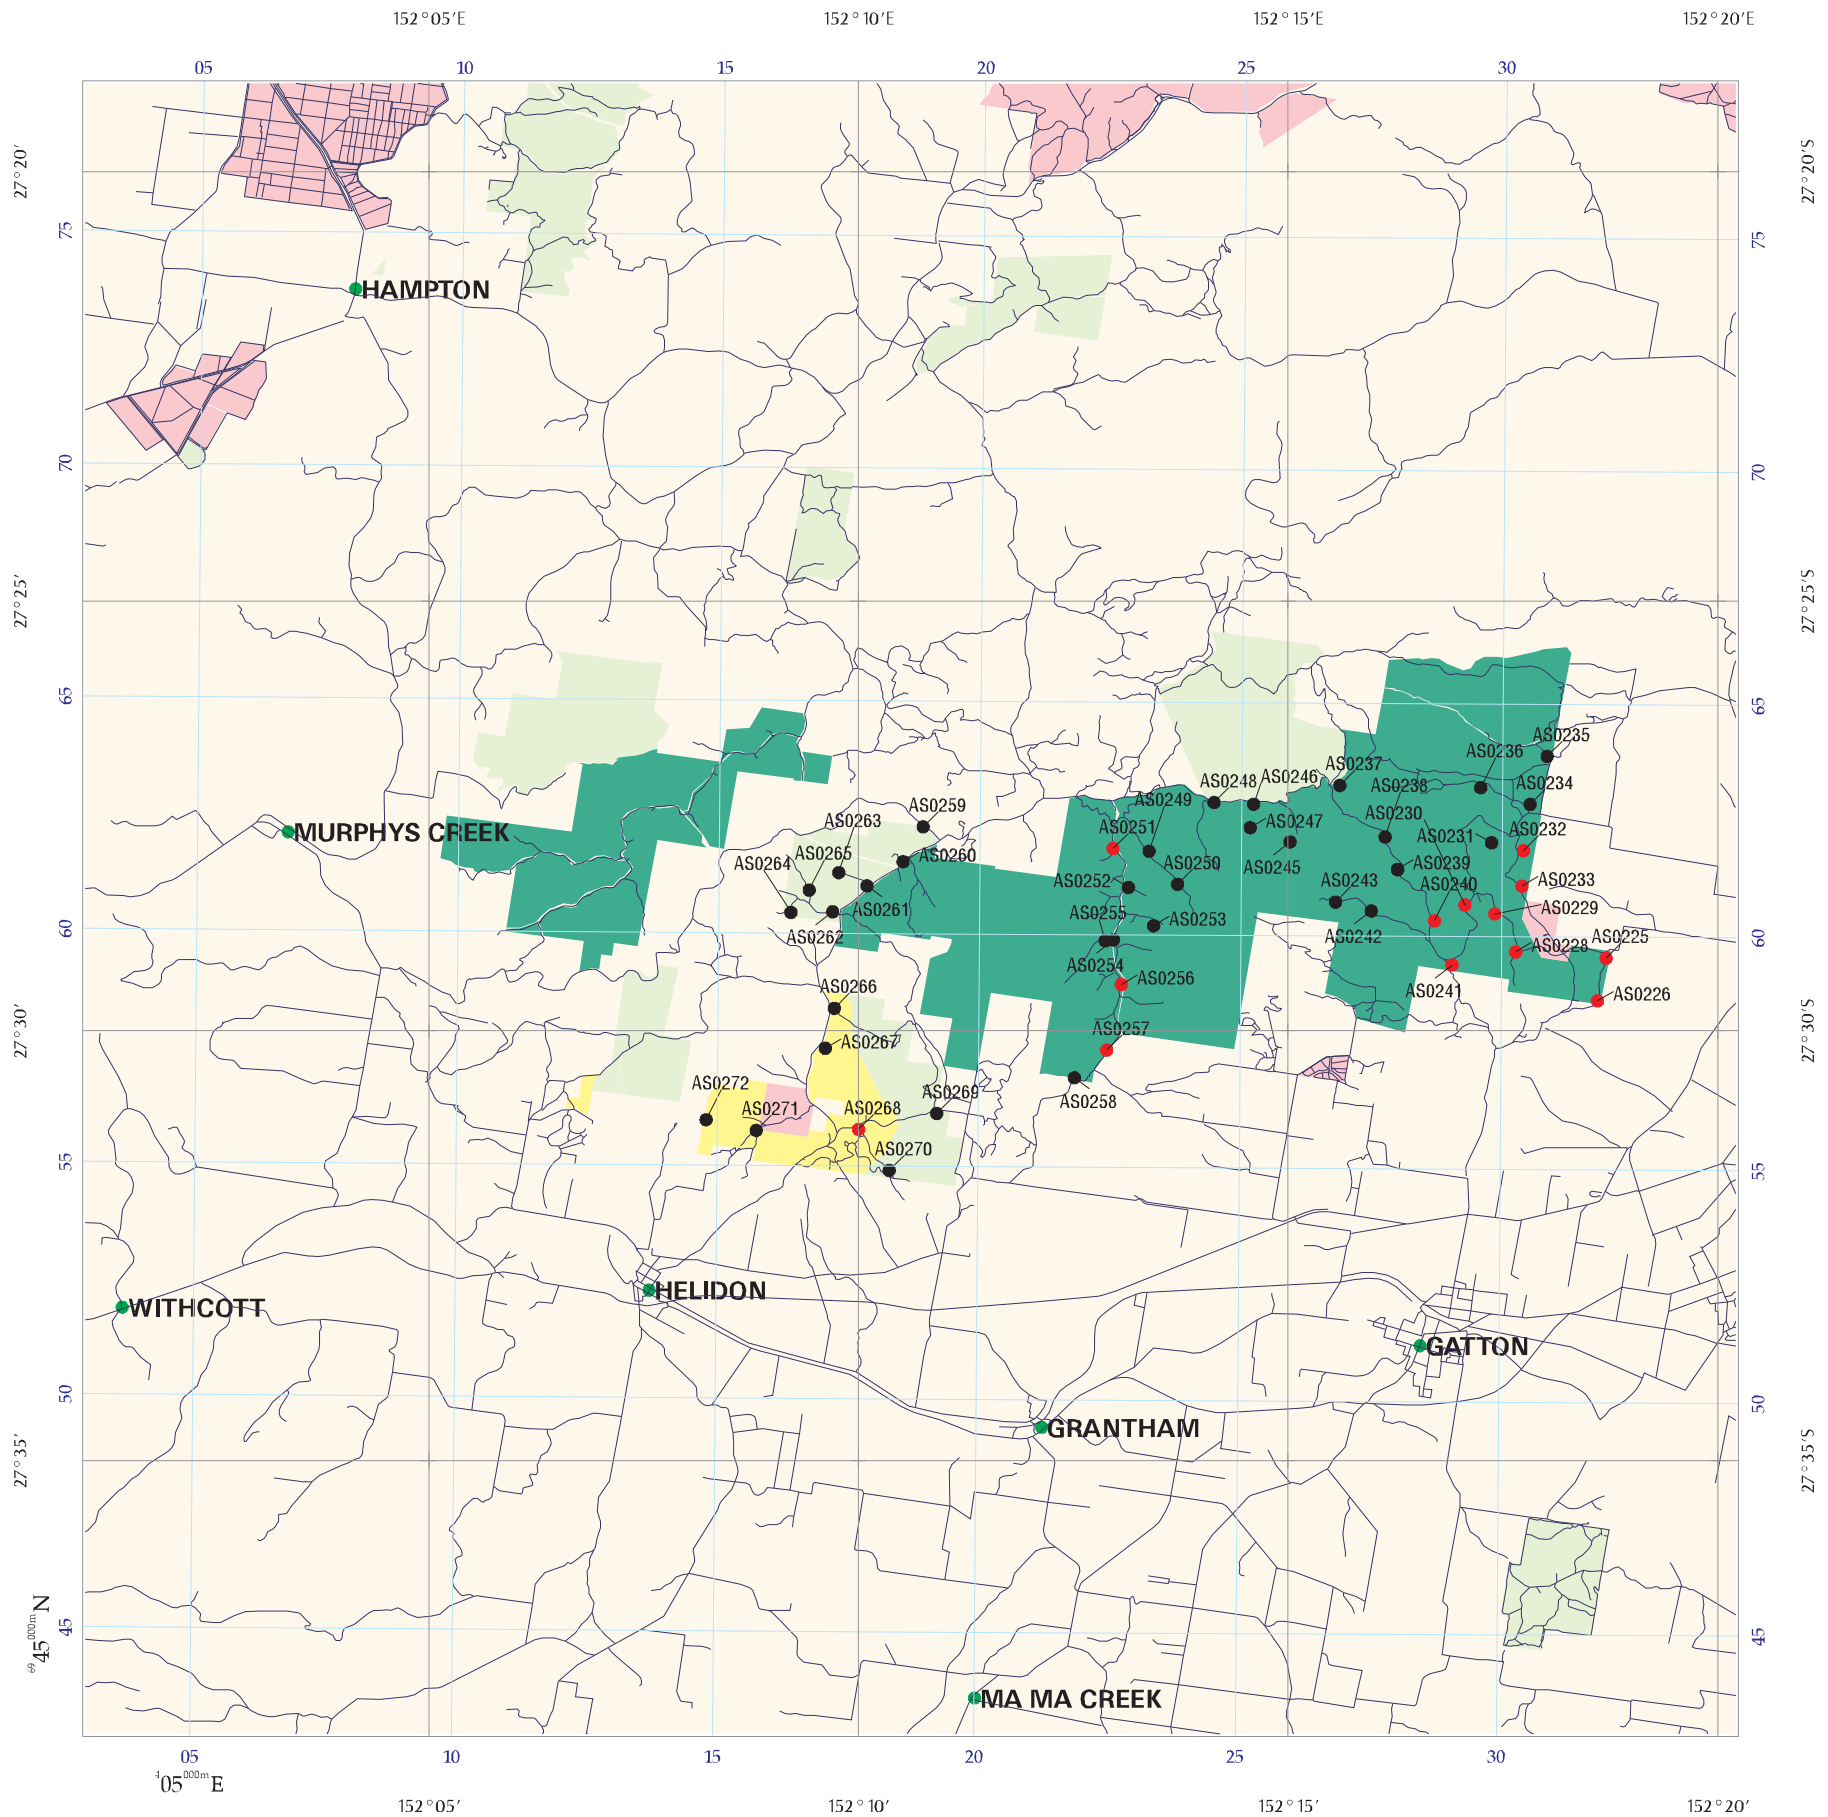 152°05′E 152°10′E 152°15′E 152°20′E
05 10 15 20 25 30
27°20′ 27°20′S
75 75
HAMPTON
70 70
27°25′ 27°25′S
65 65
AS0235
AS0236
AS0237
AS0246
AS0248
AS0238
AS0234
AS0249
AS0259
AS0230
AS0263
AS0247
AS0251
AS0232
MURPHYS CREEK
AS0231
AS0265
AS0260
AS0264
AS0250
AS0239
AS0245
AS0252
AS0243
AS0233
AS0240
AS0261
AS0229
AS0255
AS0253
60 60
AS0262
AS0242
AS0225
AS0228
AS0254
AS0256
AS0266
AS0241
AS0226
27°30′ 27°30′S
AS0257
AS0267
AS0272
AS0269
AS0258
AS0271
AS0268
AS0270
55 55
HELIDON
WITHCOTT
GATTON
50 50
GRANTHAM
27°35′ 27°35′S
6945000mN
45 45
MA MA CREEK
05 10 15 20 25 30
405000mE
152°05′ 152°10′ 152°15′ 152°20′